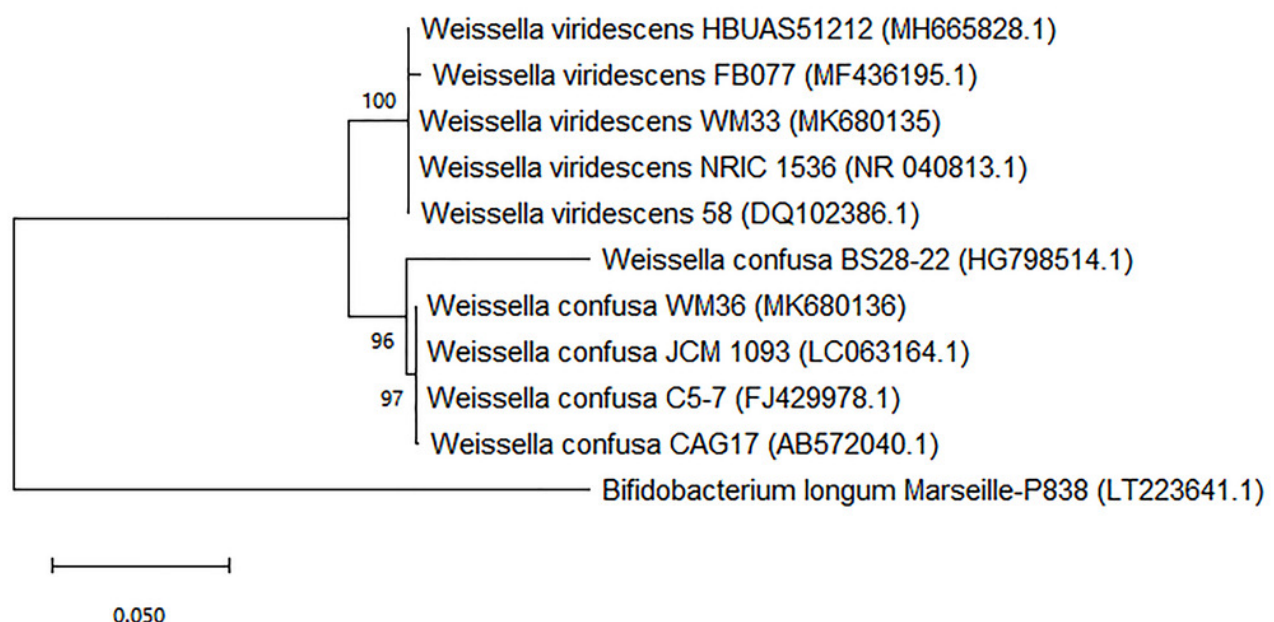 Weissella viridescens HBUAS51212 (MH665828.1)
Weissella viridescens FB077 (MF436195.1)
100
Weissella viridescens WM33 (MK680135)
Weissella viridescens NRIC 1536 (NR 040813.1)
Weissella viridescens 58 (DQ102386.1)
Weissella confusa BS28-22 (HG798514.1)
Weissella confusa WM36 (MK680136)
96
Weissella confusa JCM 1093 (LC063164.1)
97
Weissella confusa C5-7 (FJ429978.1)
Weissella confusa CAG17 (AB572040.1)
Bifidobacterium longum Marseille-P838 (LT223641.1)
0.050